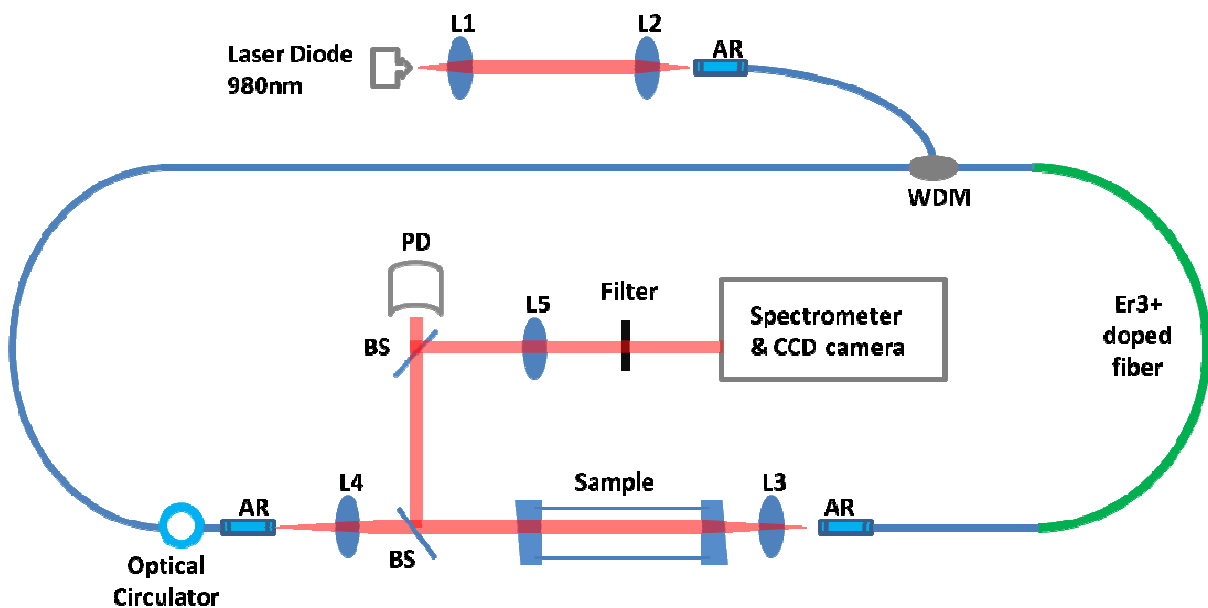 L1
L2
AR
Laser Diode
980nm
WDM
PD
L5
Filter
BS
Spectrometer
& CCD camera
Er3+
doped
fiber
L4
Sample
L3
AR
AR
BS
Optical
Circulator